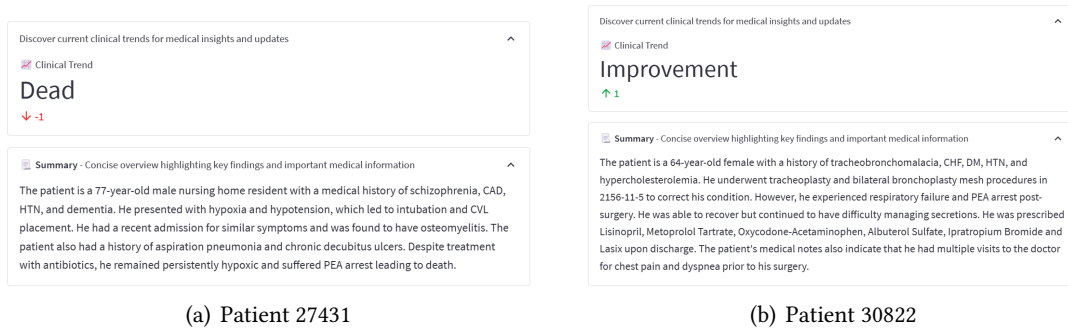 Discover current clinical trends for medical insights and updates
Clinical Trend
Dead
-1
Summary - Concise overview highlighting key findings and important medical information
The patient is a 77-year-old male nursing home resident with a medical history of schizophrenia, CAD,
HTN, and dementia. He presented with hypoxia and hypotension, which led to intubation and CVL
placement. He had a recent admission for similar symptoms and was found to have osteomyelitis. The
patient also had a history of aspiration pneumonia and chronic decubitus ulcers. Despite treatment
with antibiotics, he remained persistently hypoxic and suffered PEA arrest leading to death.
(a) Patient 27431
Discover current clinical trends for medical insights and updates
Clinical Trend
Improvement
1
Summary - Concise overview highlighting key findings and important medical information
The patient is a 64-year-old female with a history of tracheobronchomalacia, CHF, DM, HTN, and
hypercholesterolemia. He underwent tracheoplasty and bilateral bronchoplasty mesh procedures in
2156-11-5 to correct his condition. However, he experienced respiratory failure and PEA arrest post-
surgery. He was able to recover but continued to have difficulty managing secretions. He was prescribed
Lisinopril, Metoprolol Tartrate, Oxycodone-Acetaminophen, Albuterol Sulfate, Ipratropium Bromide and
Lasix upon discharge. The patient's medical notes also indicate that he had multiple visits to the doctor
for chest pain and dyspnea prior to his surgery.
(b) Patient 30822